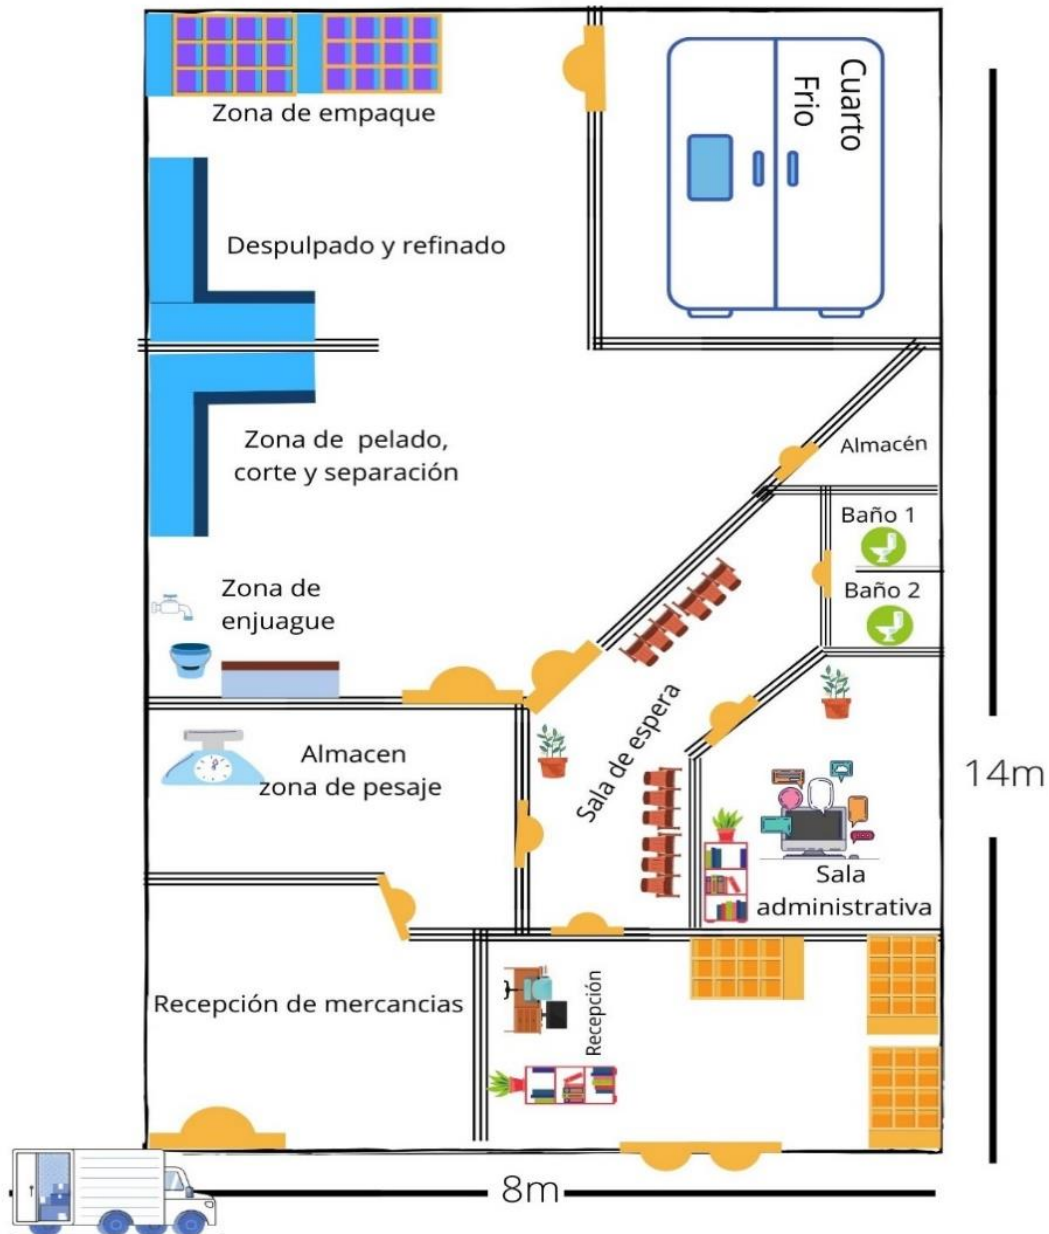 Zona de empaque
Cuarto
Frio
Despulpado y refinado
Zona de pelado,
corte y separación
Almacén
Baño 1
Baño 2
Zona de
enjuague
Sala de espera
Almacen
zona de pesaje
14m
Sala
administrativa
Recepción de mercancias
Recepción
8m